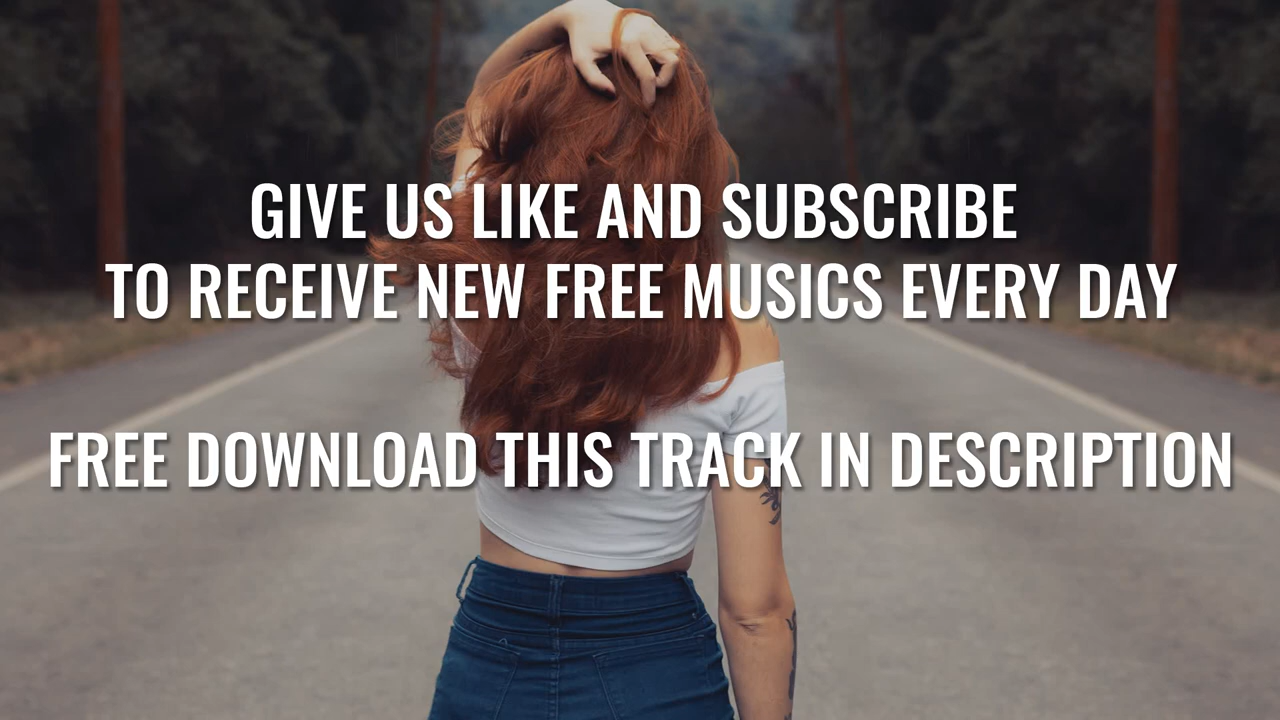 GIVE US LIKE AND SUBSCRIBE
TO RECEIVE NEW FREE MUSICS EVERY DAY
FREE DOWNLOAD THIS TRACK IN DESCRIPTION